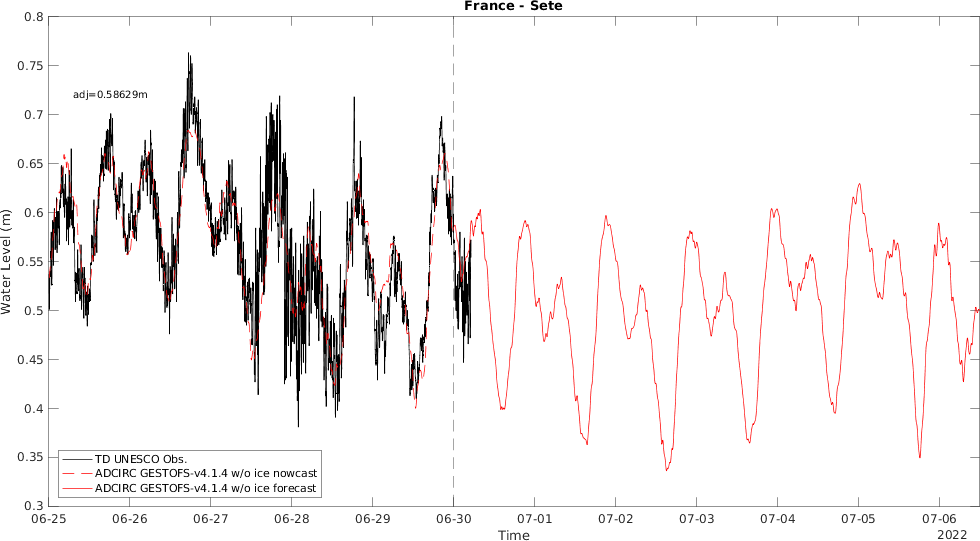 France - Sete
0.8
0.75
0.7
0.65
0.6
0.55
0.5
0.45
0.4
0.35
0.3
Water Level (m)
adj=0.58629m
TD UNESCO Obs.
ADCIRC GESTOFS-v4.1.4 w/o ice nowcast
ADCIRC GESTOFS-v4.1.4 w/o ice forecast
06-25 06-26 06-27 06-28 06-29 06-30 07-01 07-02 07-03 07-04 07-05 07-06
Time
2022